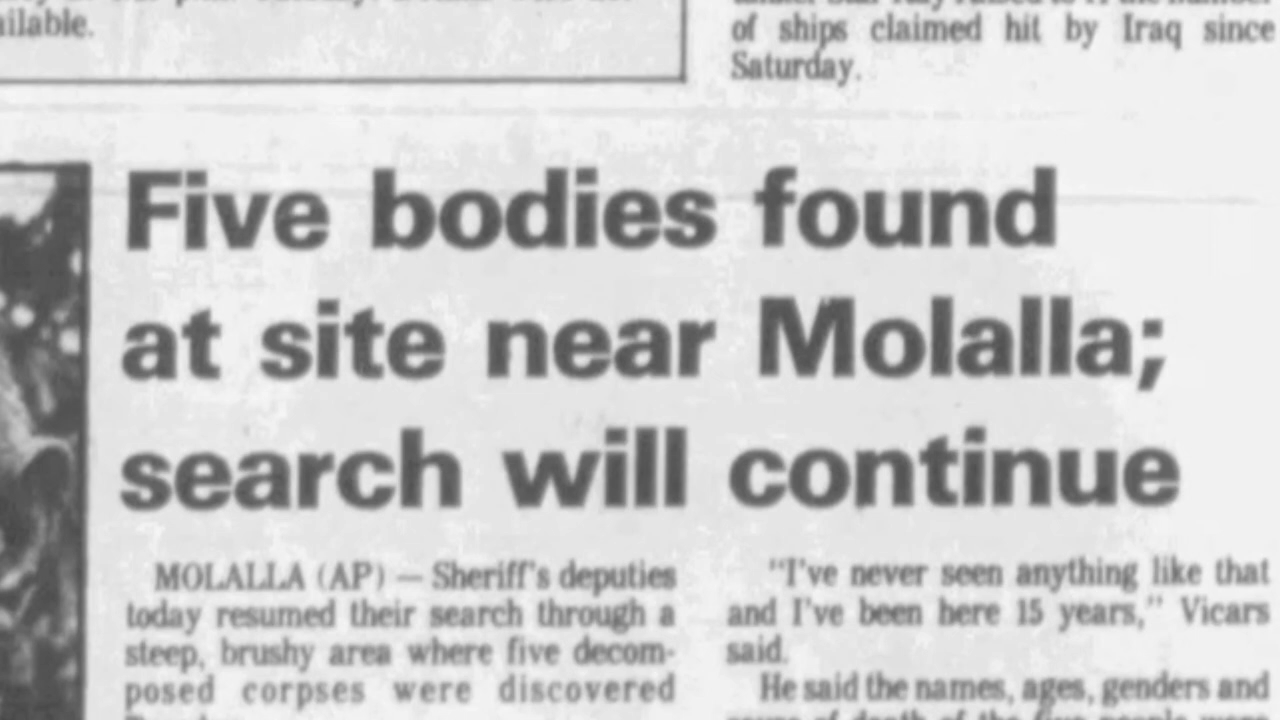 ailable.
of ships claimed hit by Iraq since
Saturday.
Five bodies found
at site near Molalla;
search will continue
MOLALLA (AP) — Sheriff's deputies
today resumed their search through a
steep, brushy area where five decom-
posed corpses were discovered
"I've never seen anything like that
and I've been here 15 years," Vicars
said.
He said the names, ages, genders and